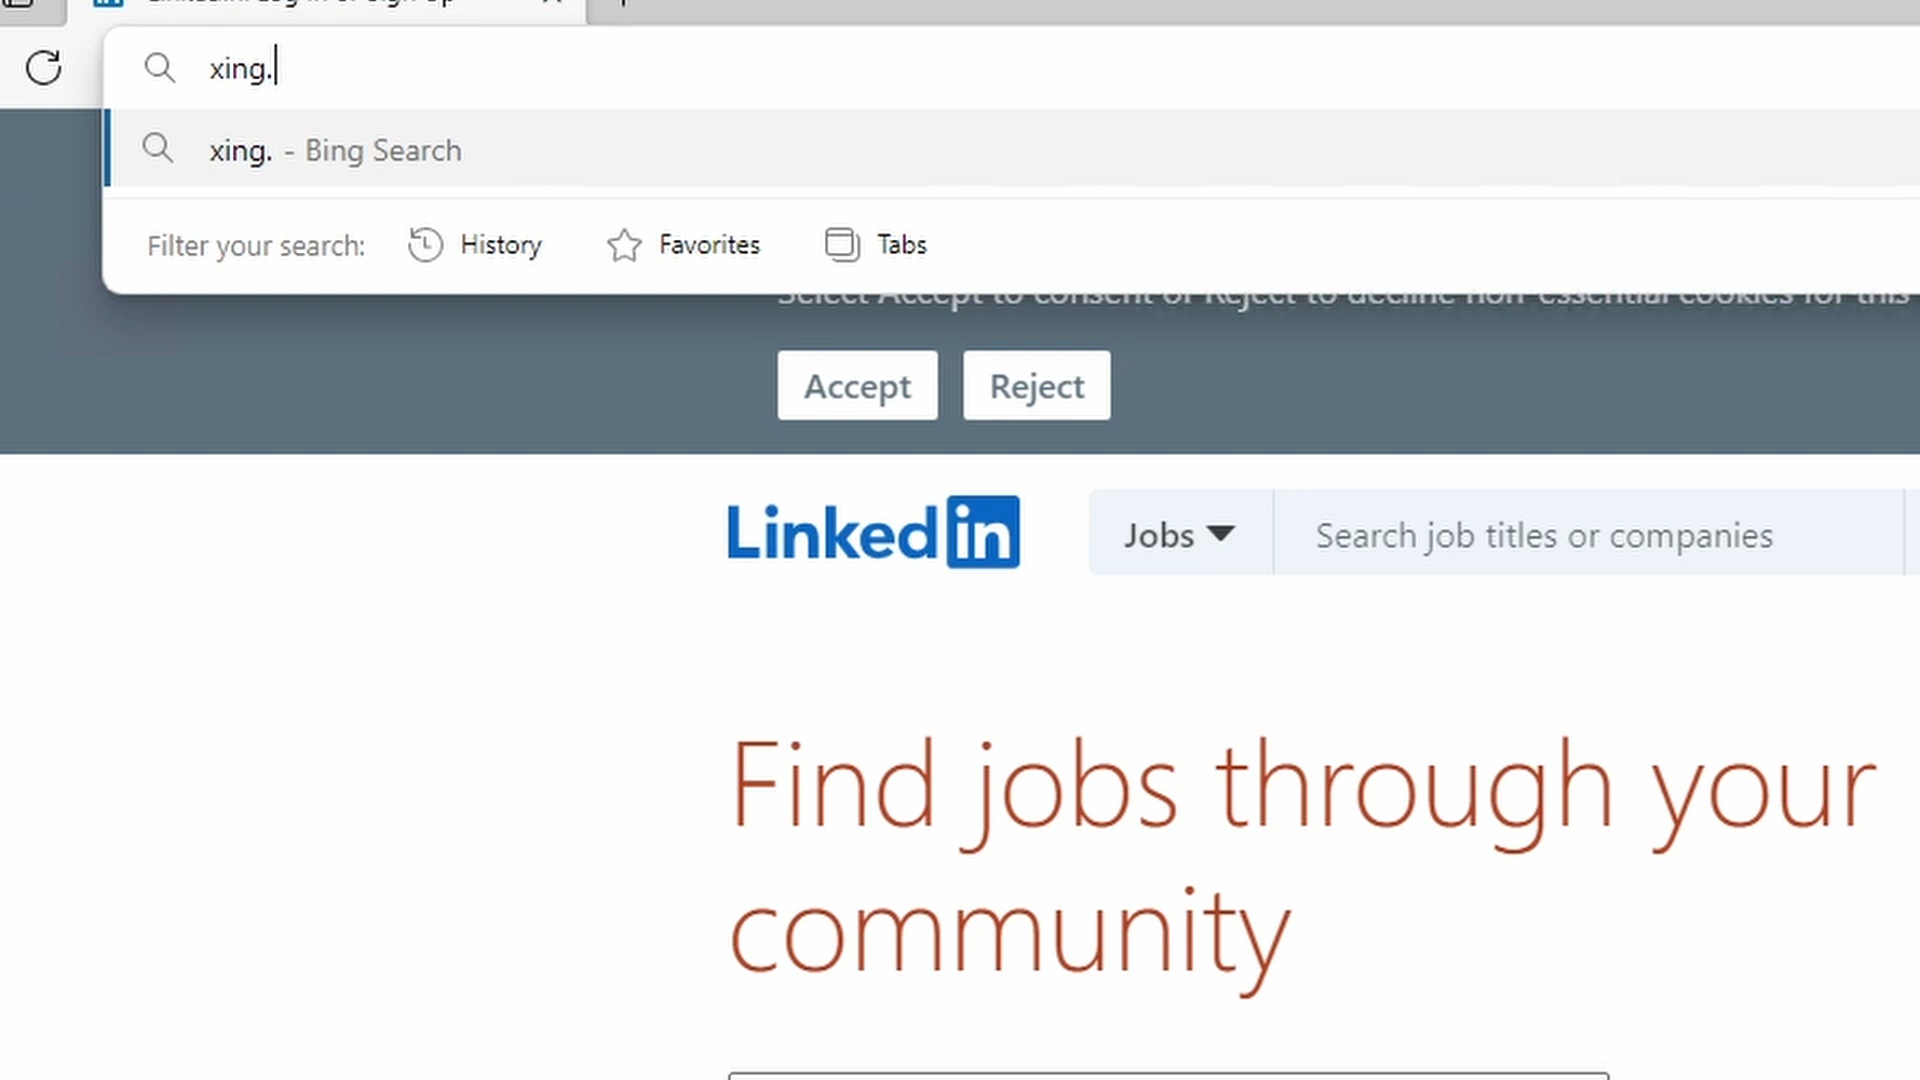 xing.
xing. - Bing Search
Filter your search: History Favorites Tabs
Select Accept to consent or Reject to decline non-essential cookies for this
Accept Reject
Linked in Jobs Search job titles or companies
Find jobs through your
community